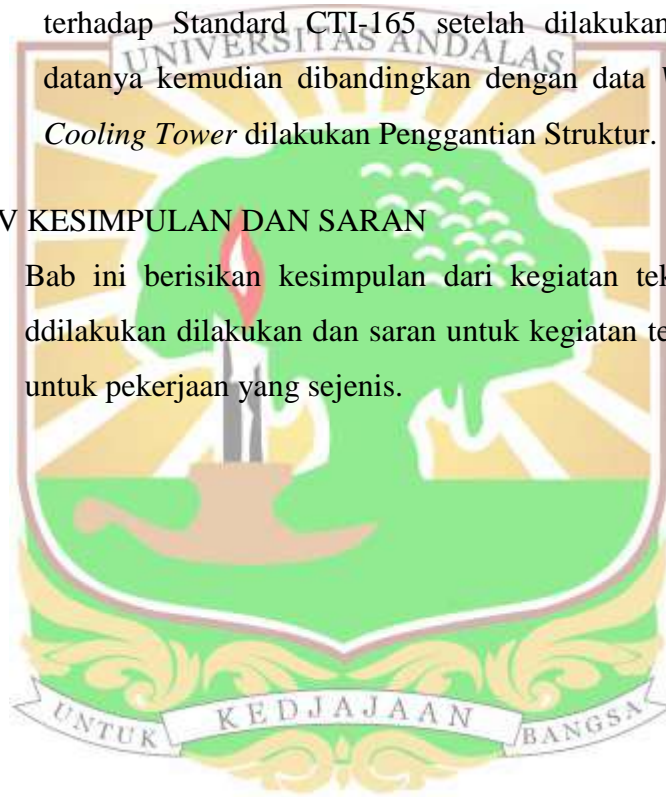 terhadap Standard CTI-165 setelah dilakukan
UNIVERSITAS ANDALAS
datanya kemudian dibandingkan dengan data
Cooling Tower dilakukan Penggantian Struktur.
V KESIMPULAN DAN SARAN
Bab ini berisikan kesimpulan dari kegiatan tek
ddilakukan dilakukan dan saran untuk kegiatan te
untuk pekerjaan yang sejenis.
UNTUK KEDJAJAAN BANGSA